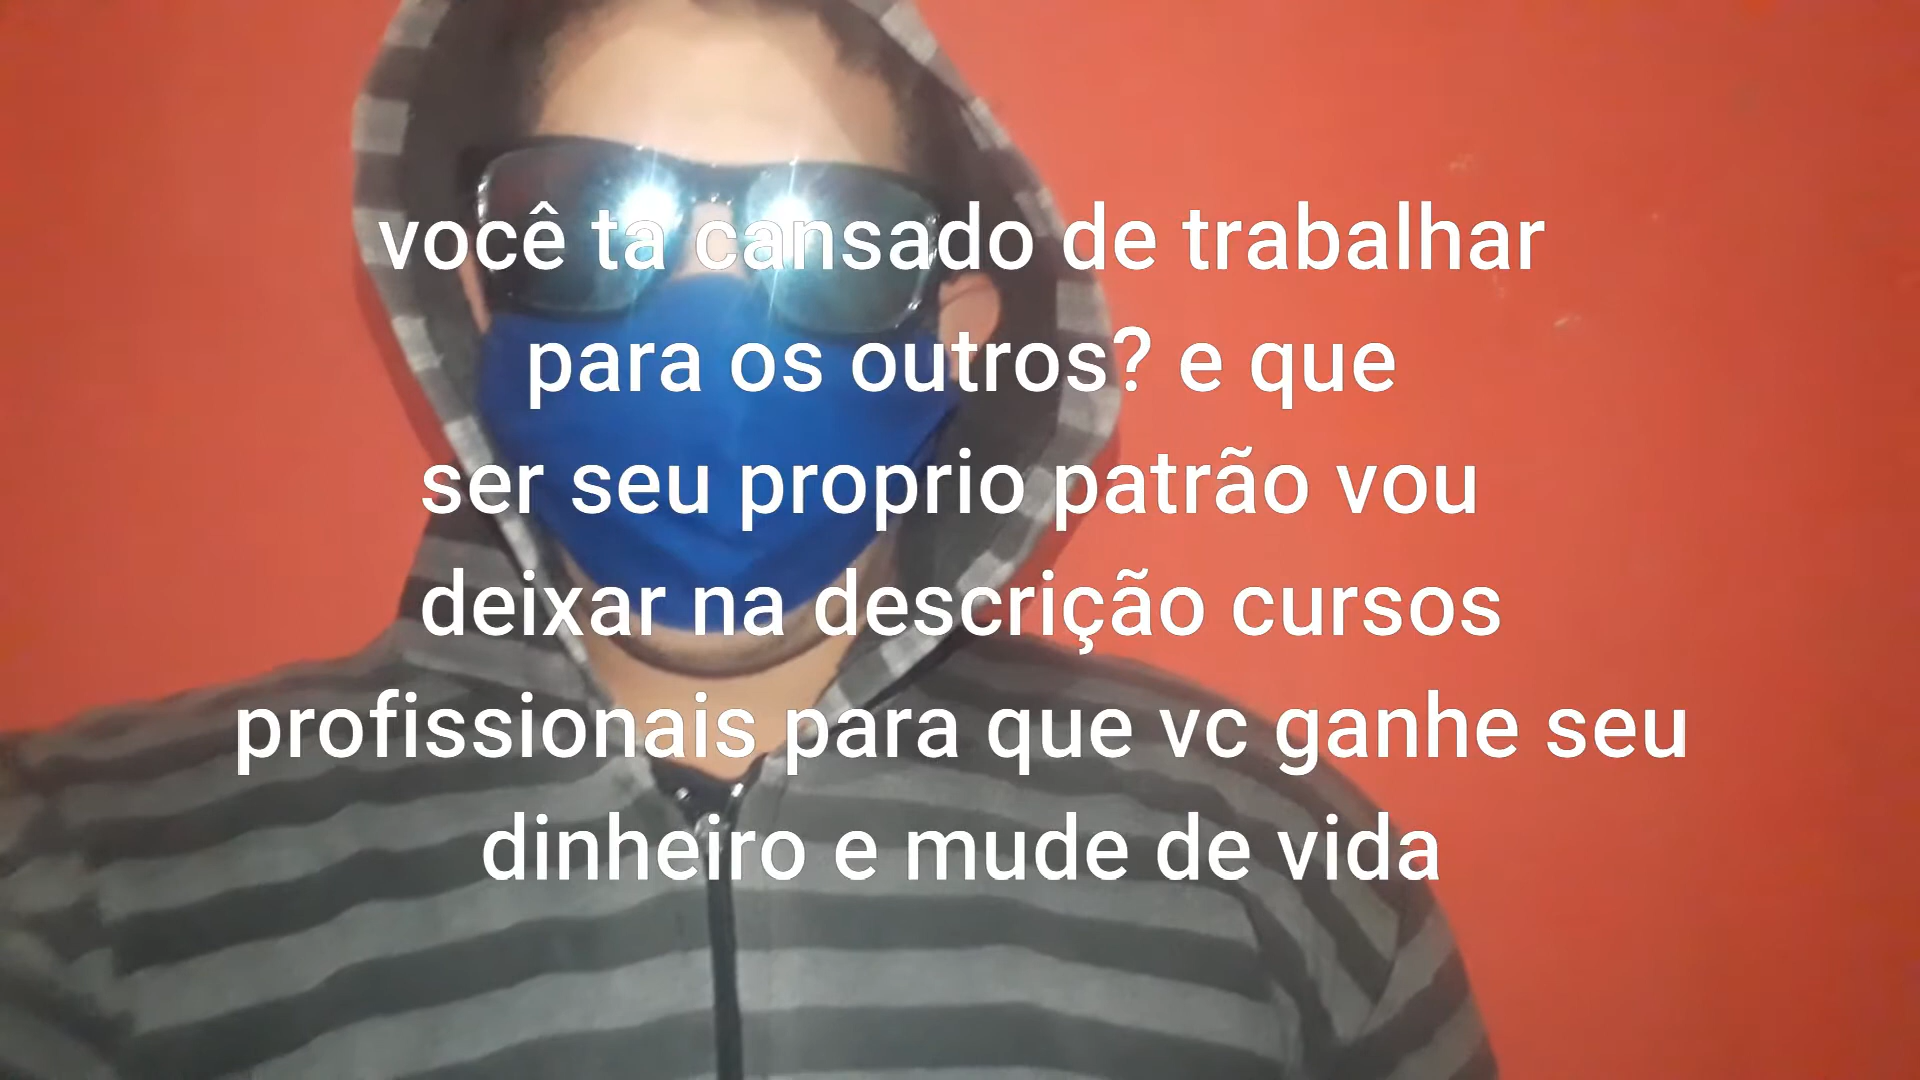 você ta cansado de trabalhar
para os outros? e que
ser seu proprio patrão vou
deixar na descrição cursos
profissionais para que vc ganhe seu
dinheiro e mude de vida